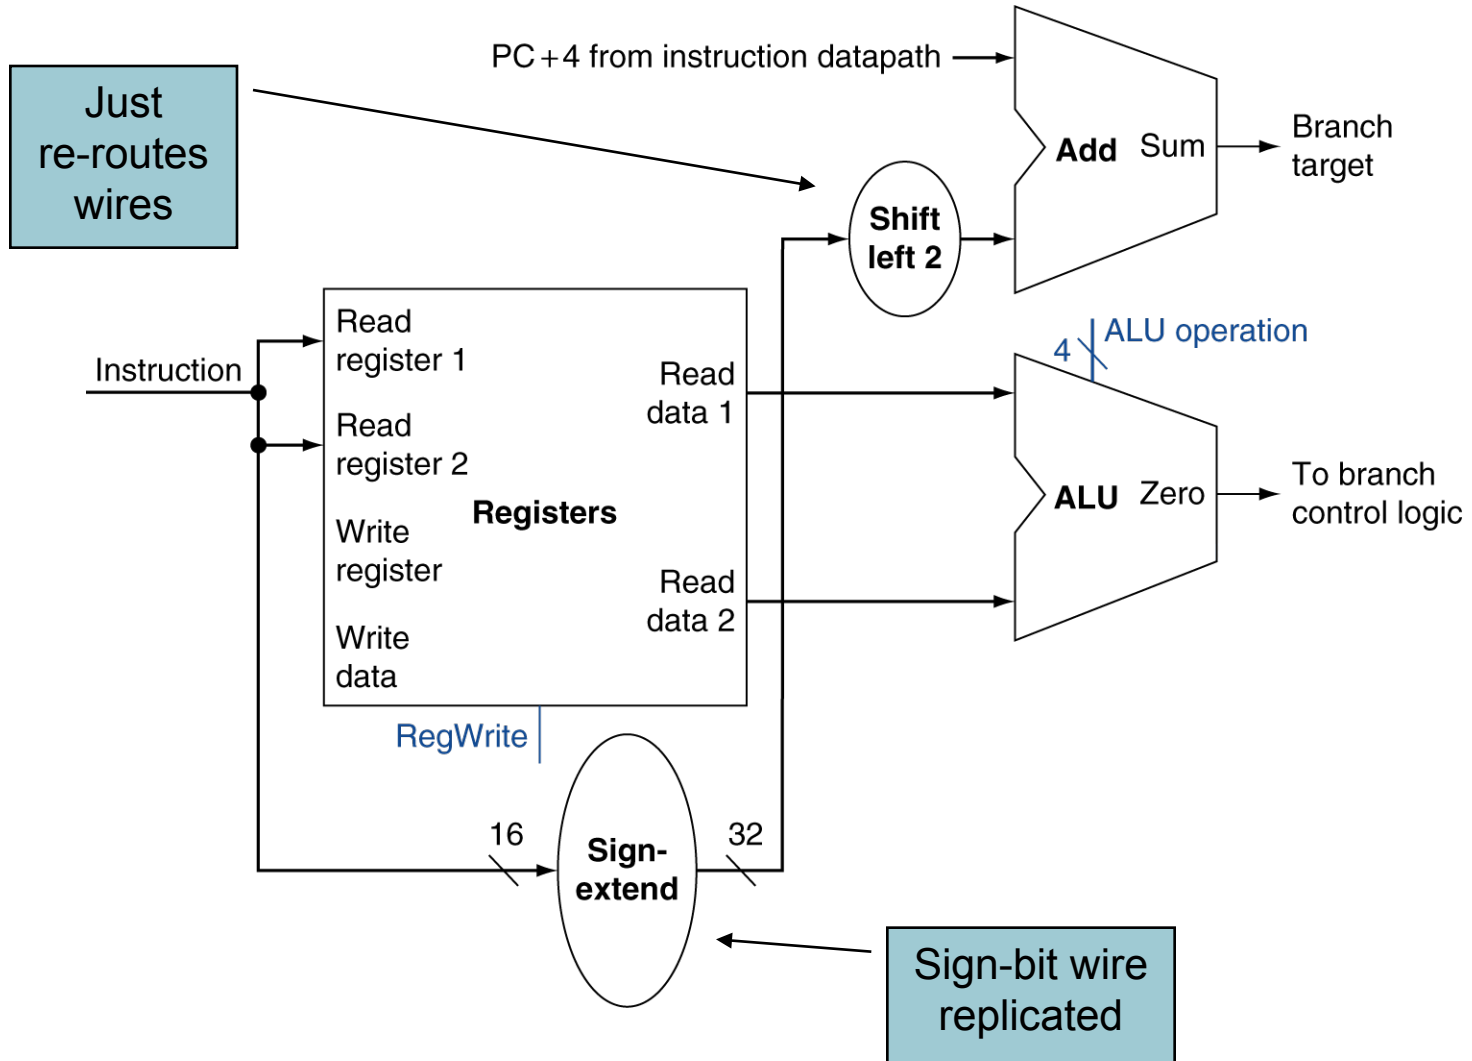 PC+4 from instruction datapath
Just
re-routes
wires
Add
Sum
Branch
target
Shift
left 2
Instruction
Read
register 1
Read
register 2
Write
register
Write
data
Registers
Read
data 1
Read
data 2
4
ALU operation
ALU
Zero
To branch
control logic
RegWrite
16
Sign-
extend
32
Sign-bit wire
replicated